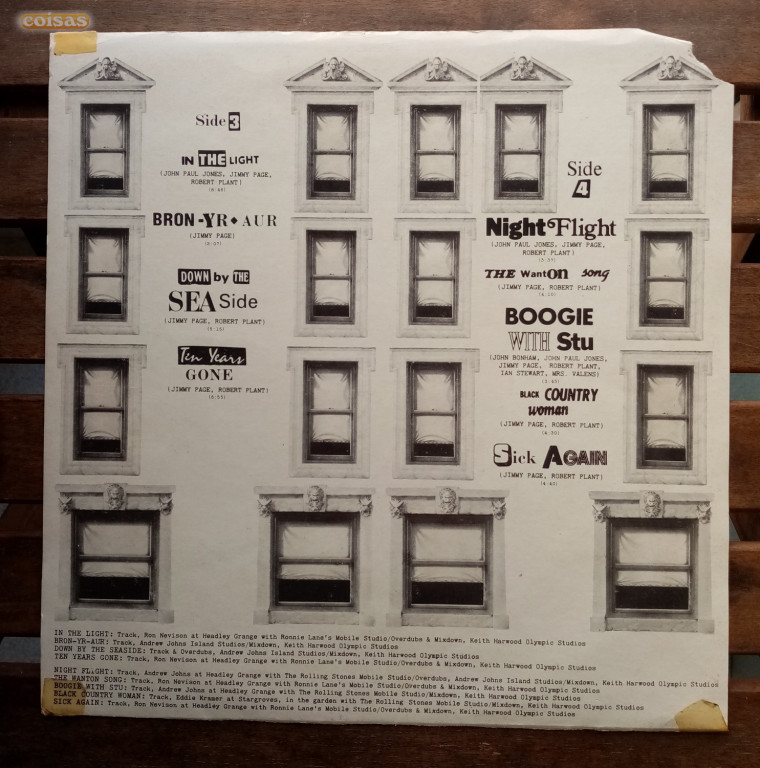 coisas
Side 3
IN THE LIGHT
(JOHN PAUL JONES, JIMMY PAGE,
ROBERT PLANT)
BRON-YR◆AUR
(JIMMY PAGE)
DOWN by THE
SEA Side
(JIMMY PAGE, ROBERT PLANT)
Ten Years
GONE
(JIMMY PAGE, ROBERT PLANT)
Side
4
Night Flight
(JOHN PAUL JONES, JIMMY PAGE,
ROBERT PLANT)
THE WantON song
(JIMMY PAGE, ROBERT PLANT)
BOOGIE
WITH Stu
(JOHN BONHAM, JOHN PAUL JONES,
JIMMY PAGE, ROBERT PLANT,
IAN STEWART, MRS. VALENS)
BLACK COUNTRY
woman
(JIMMY PAGE, ROBERT PLANT)
Sick AGAIN
(JIMMY PAGE, ROBERT PLANT)
IN THE LIGHT: Track, Ron Nevison at Headley Grange with Ronnie Lane's Mobile Studio/Overdubs & Mixdown, Keith Harwood Olympic Studios
BRON-YR-AUR: Track, Andrew Johns Island Studios/Mixdown, Keith Harwood Olympic Studios
DOWN BY THE SEASIDE: Track & Overdubs, Andrew Johns Island Studios/Mixdown, Keith Harwood Olympic Studios
TEN YEARS GONE: Track, Ron Nevison at Headley Grange with Ronnie Lane's Mobile Studio/Overdubs & Mixdown, Keith Harwood Olympic Studios
NIGHT FLIGHT: Track, Andrew Johns at Headley Grange with The Rolling Stones Mobile Studio/Overdubs, Andrew Johns Island Studios/Mixdown, Keith Harwood Olympic Studios
THE WANTON SONG: Track, Ron Nevison at Headley Grange with Ronnie Lane's Mobile Studio/Overdubs & Mixdown, Keith Harwood Olympic Studios
BOOGIE WITH STU: Track, Andrew Johns at Headley Grange with The Rolling Stones Mobile Studio/Mixdown, Keith Harwood Olympic Studios
BLACK COUNTRY WOMAN: Track, Eddie Kramer at Stargroves, in the garden with The Rolling Stones Mobile Studio/Mixdown, Keith Harwood Olympic Studios
SICK AGAIN: Track, Ron Nevison at Headley Grange with Ronnie Lane's Mobile Studio/Overdubs & Mixdown, Keith Harwood Olympic Studios